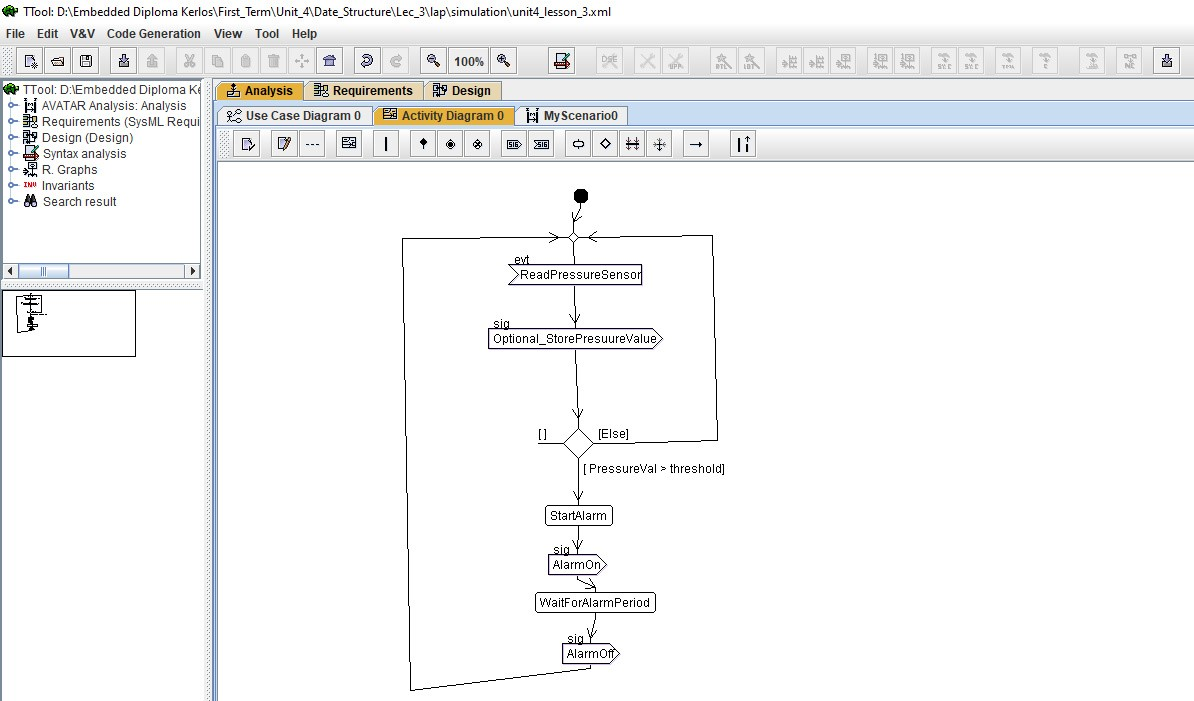 TTool: D:\Embedded Diploma Kerlos\First_Term\Unit_4\Date_Structure\Lec_3\lap\simulation\unit4_lesson_3.xml
File Edit V&V Code Generation View Tool Help
100%
TTool: D:\Embedded Diploma Ke
AVATAR Analysis: Analysis
Requirements (SysML Requi
Design (Design)
Syntax analysis
R. Graphs
INV Invariants
Search result
Analysis Requirements Design
Use Case Diagram 0 Activity Diagram 0 MyScenario0
SIG SIG
evt
ReadPressureSensor
sig
Optional_StorePresuureValue
[ ] [Else]
[ PressureVal > threshold]
StartAlarm
sig
AlarmOn
WaitForAlarmPeriod
sig
AlarmOff